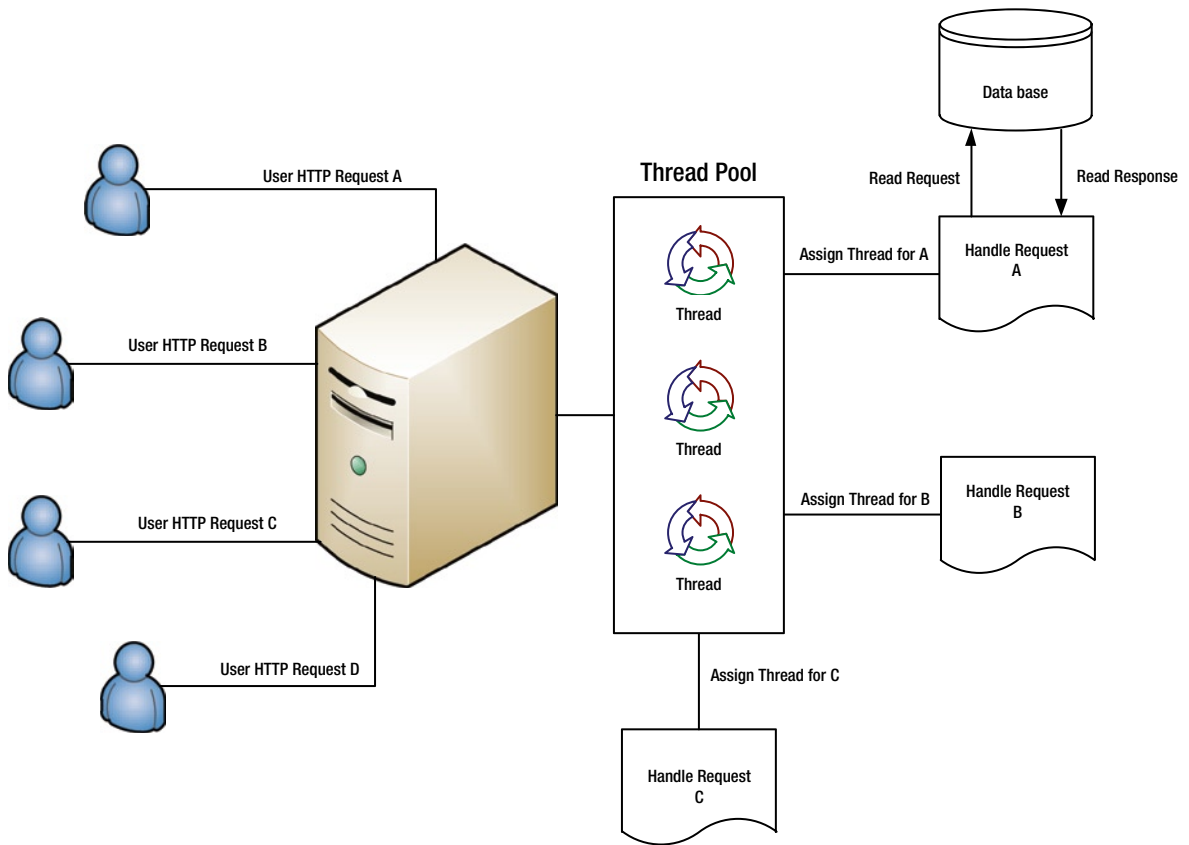 Data base
Read Request
Read Response
User HTTP Request A
Thread Pool
Thread
Assign Thread for A
Handle Request
A
User HTTP Request B
Thread
User HTTP Request C
Assign Thread for B
Handle Request
B
Thread
User HTTP Request D
Assign Thread for C
Handle Request
C